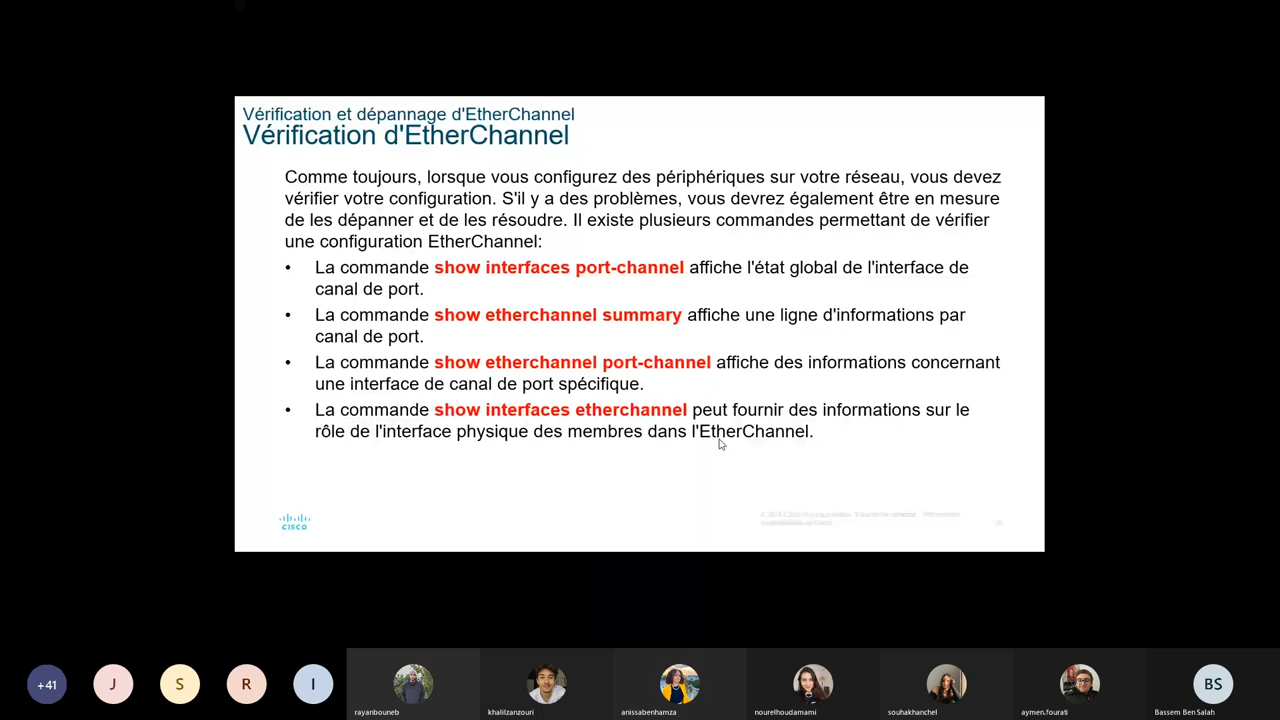 Vérification et dépannage d'EtherChannel
Vérification d'EtherChannel
Comme toujours, lorsque vous configurez des périphériques sur votre réseau, vous devez
vérifier votre configuration. S'il y a des problèmes, vous devrez également être en mesure
de les dépanner et de les résoudre. Il existe plusieurs commandes permettant de vérifier
une configuration EtherChannel:
• La commande show interfaces port-channel affiche l'état global de l'interface de
canal de port.
• La commande show etherchannel summary affiche une ligne d'informations par
canal de port.
• La commande show etherchannel port-channel affiche des informations concernant
une interface de canal de port spécifique.
• La commande show interfaces etherchannel peut fournir des informations sur le
rôle de l'interface physique des membres dans l'EtherChannel.
CISCO
+41 J S R I BS
rayanbouneb khalilzanzouri anissabenhamza nourelhoudamami souhakhanchel aymen.fourati Bassem Ben Salah